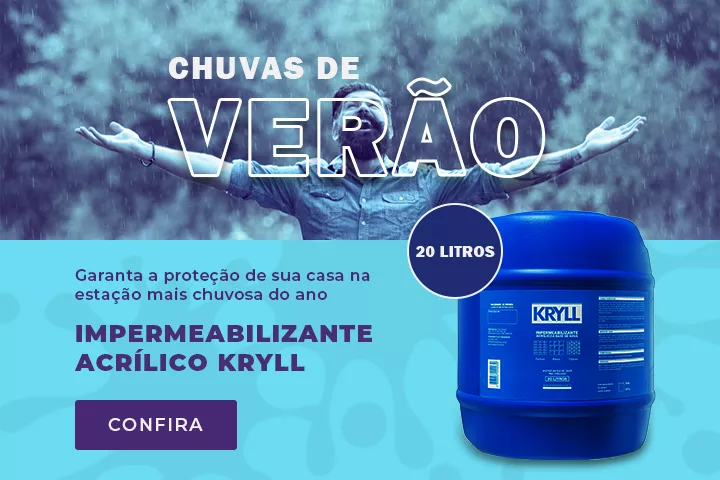 CHUVAS DE
VERÃO
20 LITROS
Garanta a proteção de sua casa na
estação mais chuvosa do ano
IMPERMEABILIZANTE
ACRÍLICO KRYLL
CONFIRA
KRYLL
IMPERMEABILIZANTE
20 LITROS